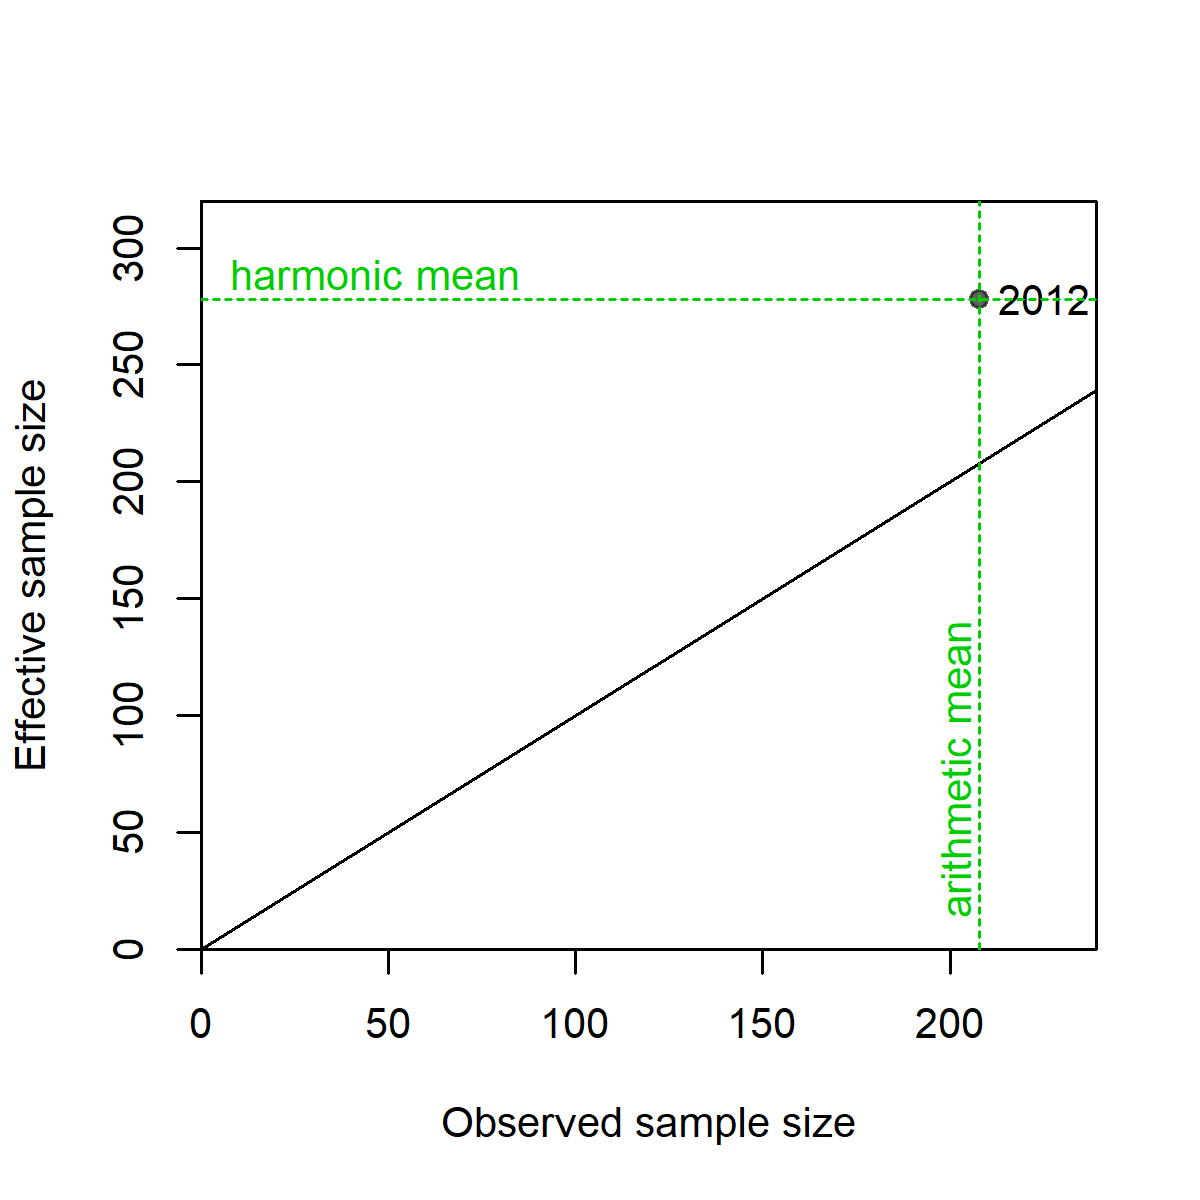 harmonic mean
2012
arithmetic mean
Effective sample size
300
250
200
150
100
50
0
0 50 100 150 200
Observed sample size